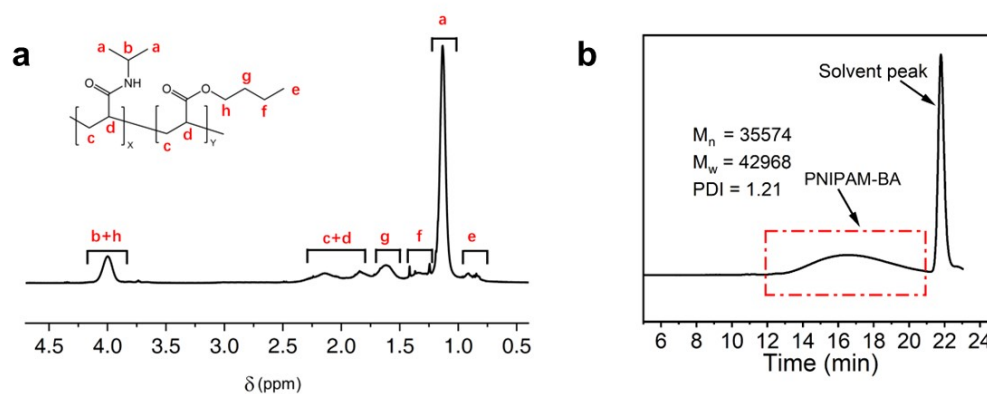 a
a
a
b
a
g
O
NH
O
O
e
h
f
d
d
c
X
c
Y
b+h
c+d
g
f
e
4.5 4.0 3.5 3.0 2.5 2.0 1.5 1.0 0.5
δ (ppm)
b
Solvent peak
Mn = 35574
Mw = 42968
PDI = 1.21
PNIPAM-BA
6 8 10 12 14 16 18 20 22 24
Time (min)